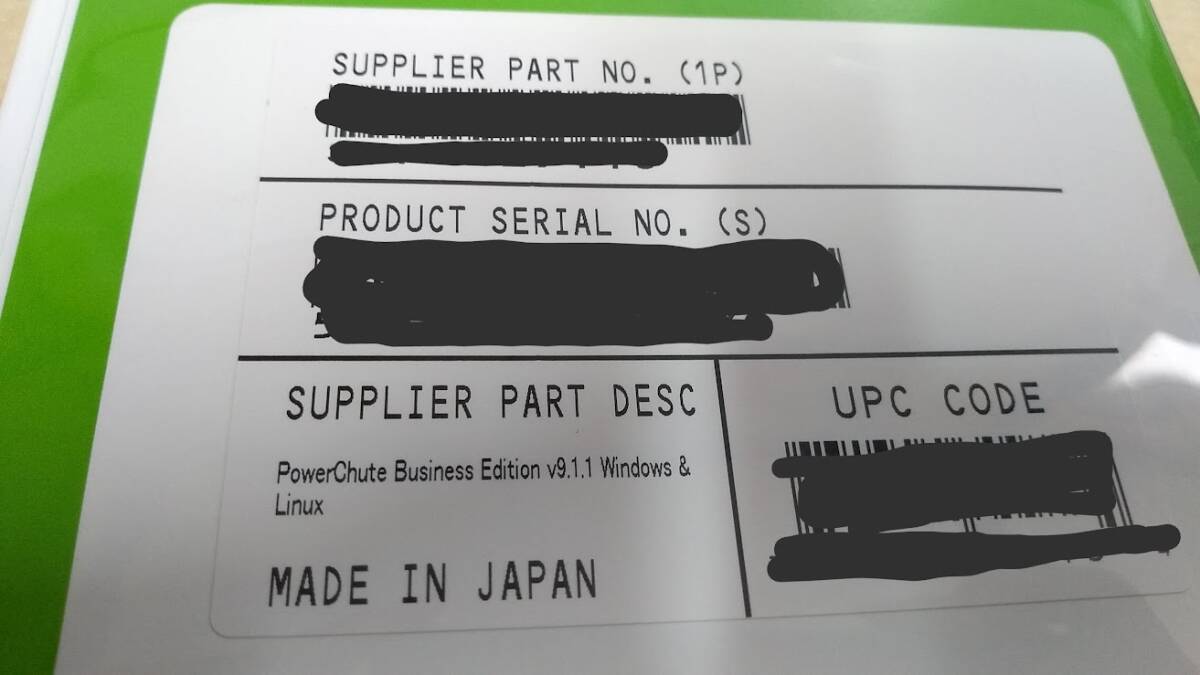 SUPPLIER PART NO. (1P)
PRODUCT SERIAL NO. (S)
SUPPLIER PART DESC
PowerChute Business Edition v9.1.1 Windows &
Linux
MADE IN JAPAN
UPC CODE